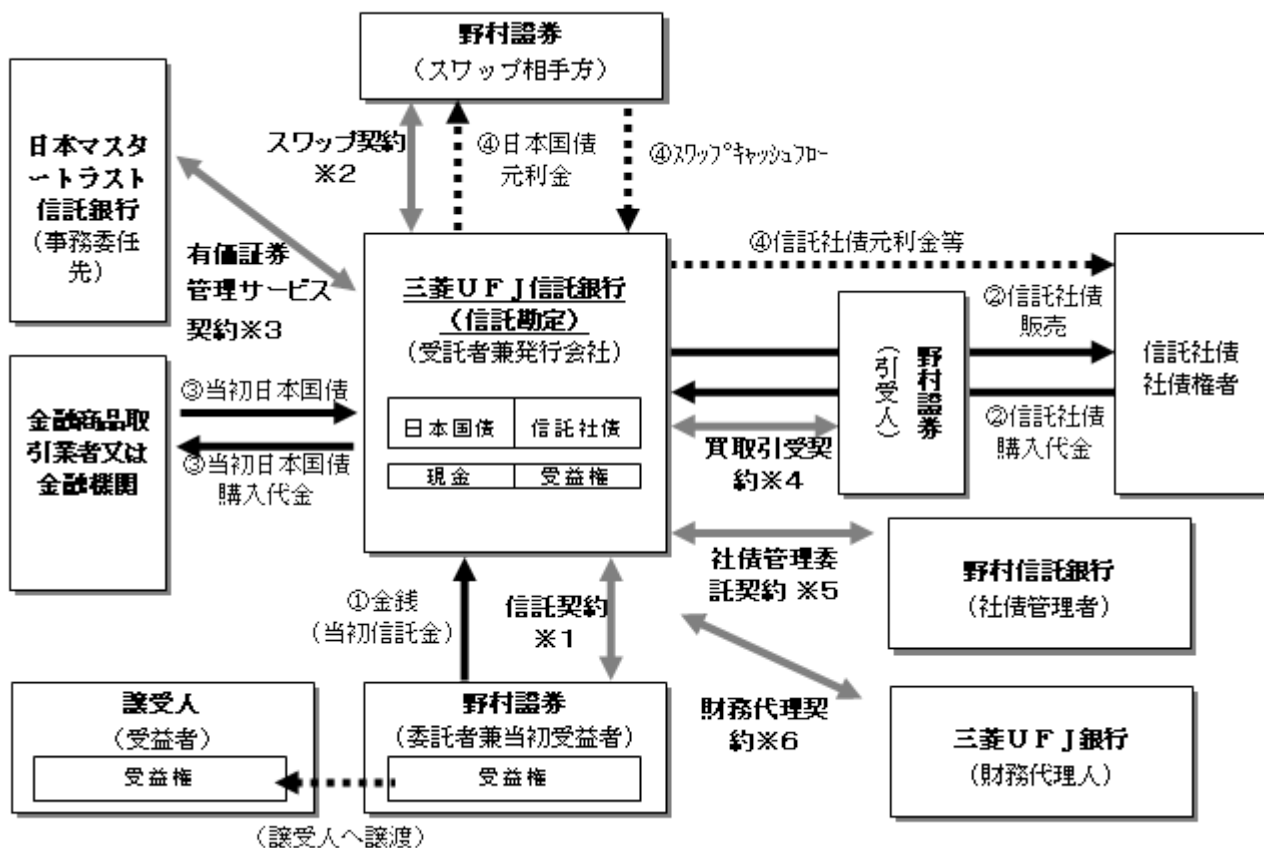 野村證券
（スワップ相手方）
日本マスタ
ートラスト
信託銀行
（事務委任
先）
スワップ契約
※2
④日本国債
元利金
④ｽﾜｯﾌﾟｷｬｯｼｭﾌﾛｰ
有価証券
管理サービス
契約※3
三菱ＵＦＪ信託銀行
（信託勘定）
（受託者兼発行会社）
日本国債
信託社債
現金
受益権
④信託社債元利金等
②信託社債
販売
野村證券
（引受人）
信託社債
社債権者
②信託社債
購入代金
買取引受契
約※4
金融商品取
引業者又は
金融機関
③当初日本国債
③当初日本国債
購入代金
社債管理委
託契約 ※5
野村信託銀行
（社債管理者）
①金銭
（当初信託金）
信託契約
※1
譲受人
（受益者）
受益権
野村證券
（委託者兼当初受益者）
受益権
（譲受人へ譲渡）
財務代理契
約※6
三菱ＵＦＪ銀行
（財務代理人）